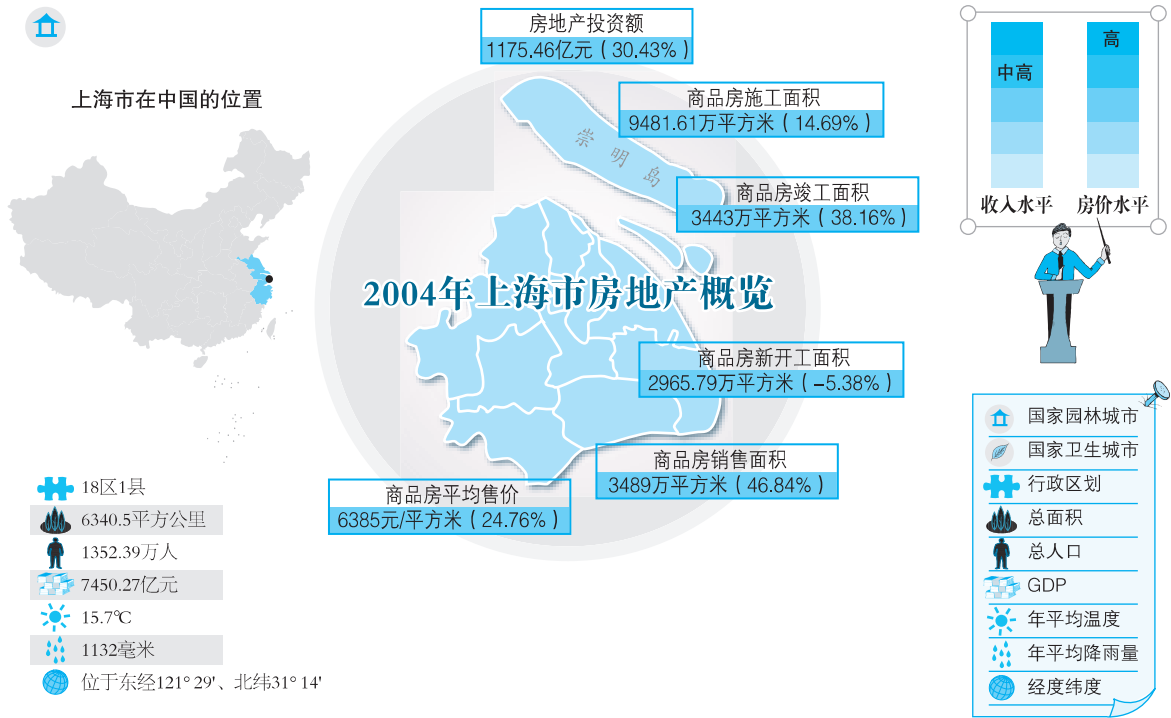 房地产投资额
1175.46亿元（30.43%）
商品房施工面积
9481.61万平方米（14.69%）
商品房竣工面积
3443万平方米（38.16%）
崇明岛
上海市在中国的位置
2004年上海市房地产概览
商品房新开工面积
2965.79万平方米（-5.38%）
商品房销售面积
3489万平方米（46.84%）
商品房平均售价
6385元/平方米（24.76%）
高
中高
收入水平 房价水平
18区1县
6340.5平方公里
1352.39万人
7450.27亿元
15.7℃
1132毫米
位于东经121° 29'、北纬31° 14'
国家园林城市
国家卫生城市
行政区划
总面积
总人口
GDP
年平均温度
年平均降雨量
经度纬度